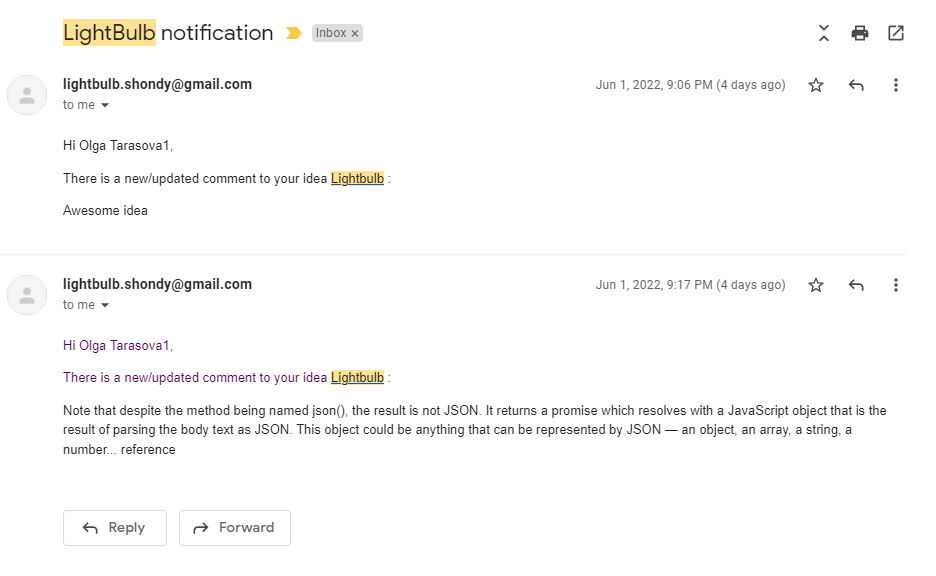 LightBulb notification
Inbox ×
lightbulb.shondy@gmail.com
Jun 1, 2022, 9:06 PM (4 days ago)
to me
Hi Olga Tarasova1,
There is a new/updated comment to your idea Lightbulb :
Awesome idea
lightbulb.shondy@gmail.com
Jun 1, 2022, 9:17 PM (4 days ago)
to me
Hi Olga Tarasova1,
There is a new/updated comment to your idea Lightbulb :
Note that despite the method being named json(), the result is not JSON. It returns a promise which resolves with a JavaScript object that is the
result of parsing the body text as JSON. This object could be anything that can be represented by JSON — an object, an array, a string, a
number... reference
Reply
Forward